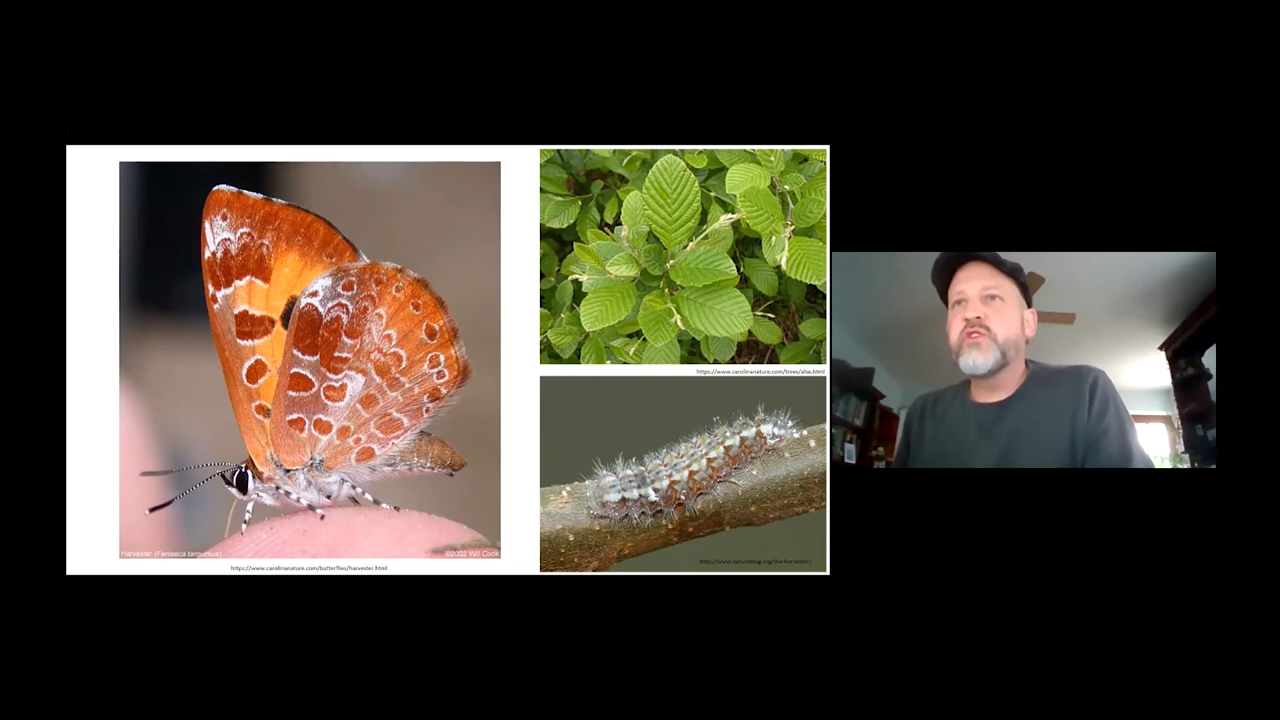 Harvester (Feniseca tarquinius)
©2002 Will Cook
https://www.carolinanature.com/butterflies/harvester.html
https://www.carolinanature.com/trees/alse.html
http://www.natureblog.org/the-harvester/